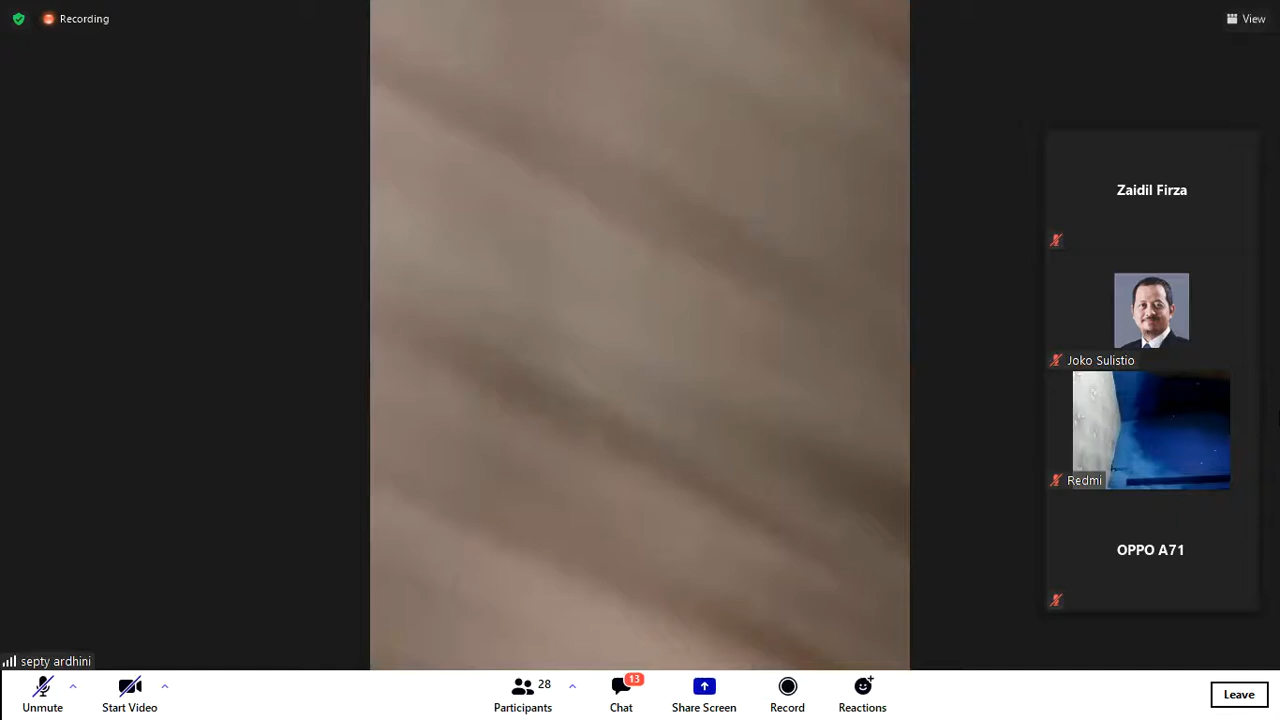 Recording
View
Zaidil Firza
Joko Sulistio
Redmi
OPPO A71
septy ardhini
Unmute
Start Video
28
Participants
13
Chat
Share Screen
Record
Reactions
Leave